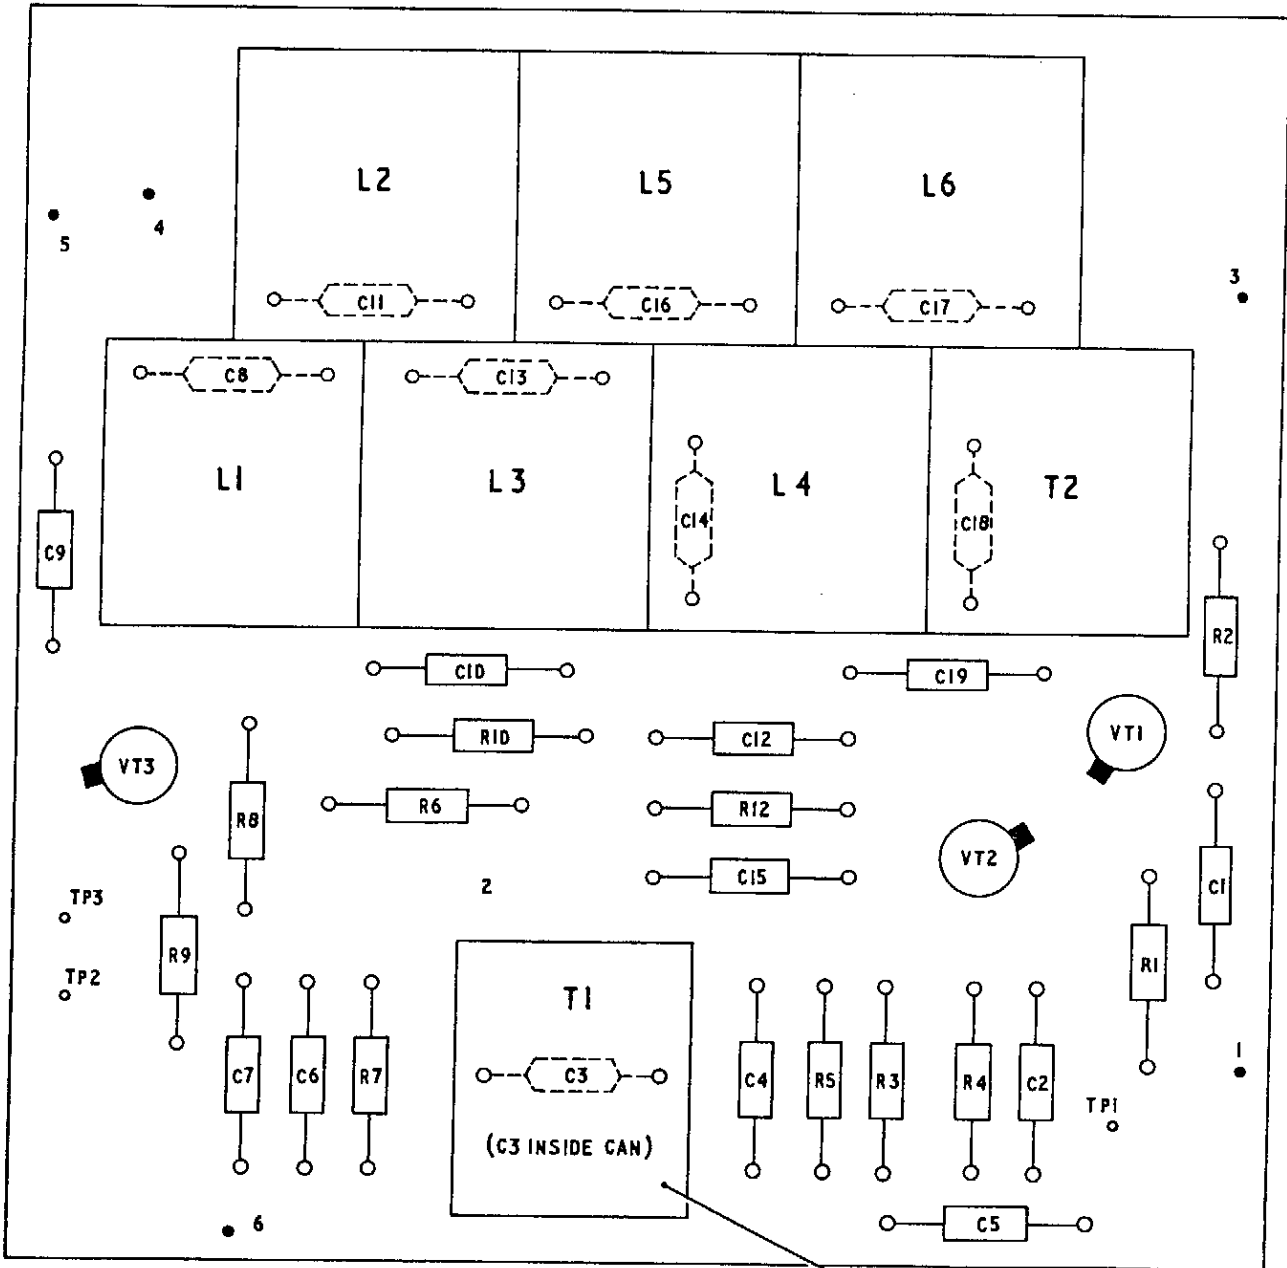 L2 L5 L6
4
5
3
C11 C16 C17
C8 C13
L1 L3 L4 T2
C14 C18
C9
R2
C10 C19
R10 C12 VT1
VT3
R8 R6 R12
VT2
C15 C1
2
TP3
R9 R1
TP2
T1
C7 C6 R7 C3 C4 R5 R3 R4 C2 1
TP1
(C3 INSIDE CAN)
6 C5